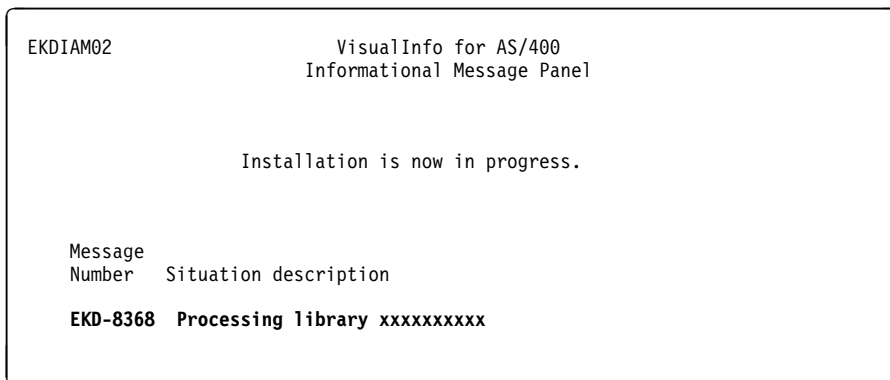 EKDIAM02 VisualInfo for AS/400
Informational Message Panel
Installation is now in progress.
Message
Number Situation description
EKD-8368 Processing library xxxxxxxxxx